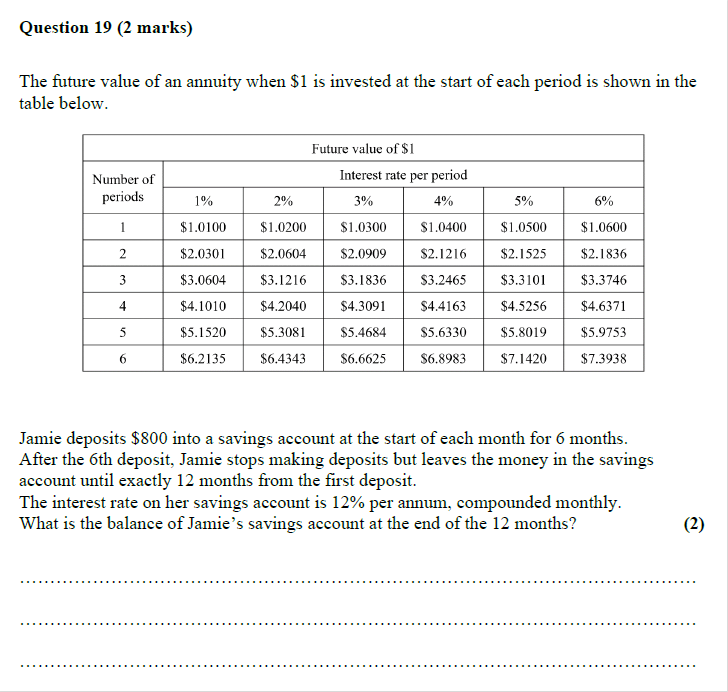 Question 19 (2 marks)
The future value of an annuity when $1 is invested at the start of each period is shown in the
table below.
Future value of $1
Number of periods Interest rate per period
1% 2% 3% 4% 5% 6%
1 $1.0100 $1.0200 $1.0300 $1.0400 $1.0500 $1.0600
2 $2.0301 $2.0604 $2.0909 $2.1216 $2.1525 $2.1836
3 $3.0604 $3.1216 $3.1836 $3.2465 $3.3101 $3.3746
4 $4.1010 $4.2040 $4.3091 $4.4163 $4.5256 $4.6371
5 $5.1520 $5.3081 $5.4684 $5.6330 $5.8019 $5.9753
6 $6.2135 $6.4343 $6.6625 $6.8983 $7.1420 $7.3938
Jamie deposits $800 into a savings account at the start of each month for 6 months.
After the 6th deposit, Jamie stops making deposits but leaves the money in the savings
account until exactly 12 months from the first deposit.
The interest rate on her savings account is 12% per annum, compounded monthly.
What is the balance of Jamie's savings account at the end of the 12 months? (2)